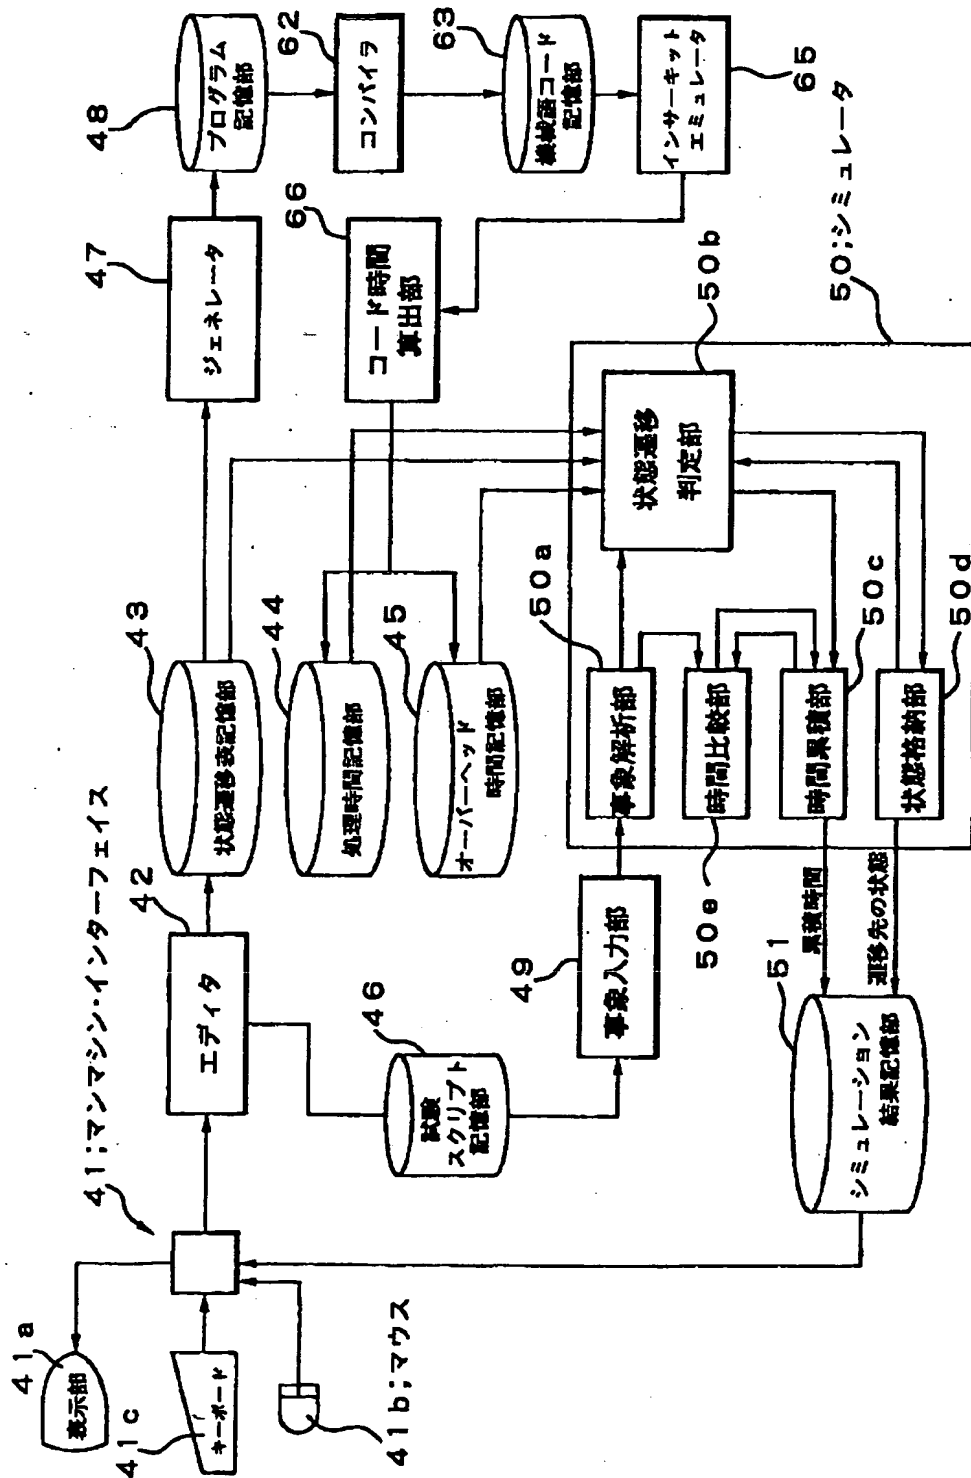 41a
表示部
41c
キーボード
41b;マウス
41;マンマシン・インターフェイス
42
エディタ
46
試験
スクリプト
記憶部
43
状態遷移表記憶部
44
処理時間記憶部
45
オーバーヘッド
時間記憶部
47
ジェネレータ
48
プログラム
記憶部
62
コンパイラ
63
機械語コード
記憶部
65
インサーキット
エミュレータ
66
コード時間
算出部
49
事象入力部
50;シミュレータ
50a
事象解析部
50b
状態遷移
判定部
50e
時間比較部
50c
時間累積部
50d
状態格納部
累積時間
遷移先の状態
51
シミュレーション
結果記憶部